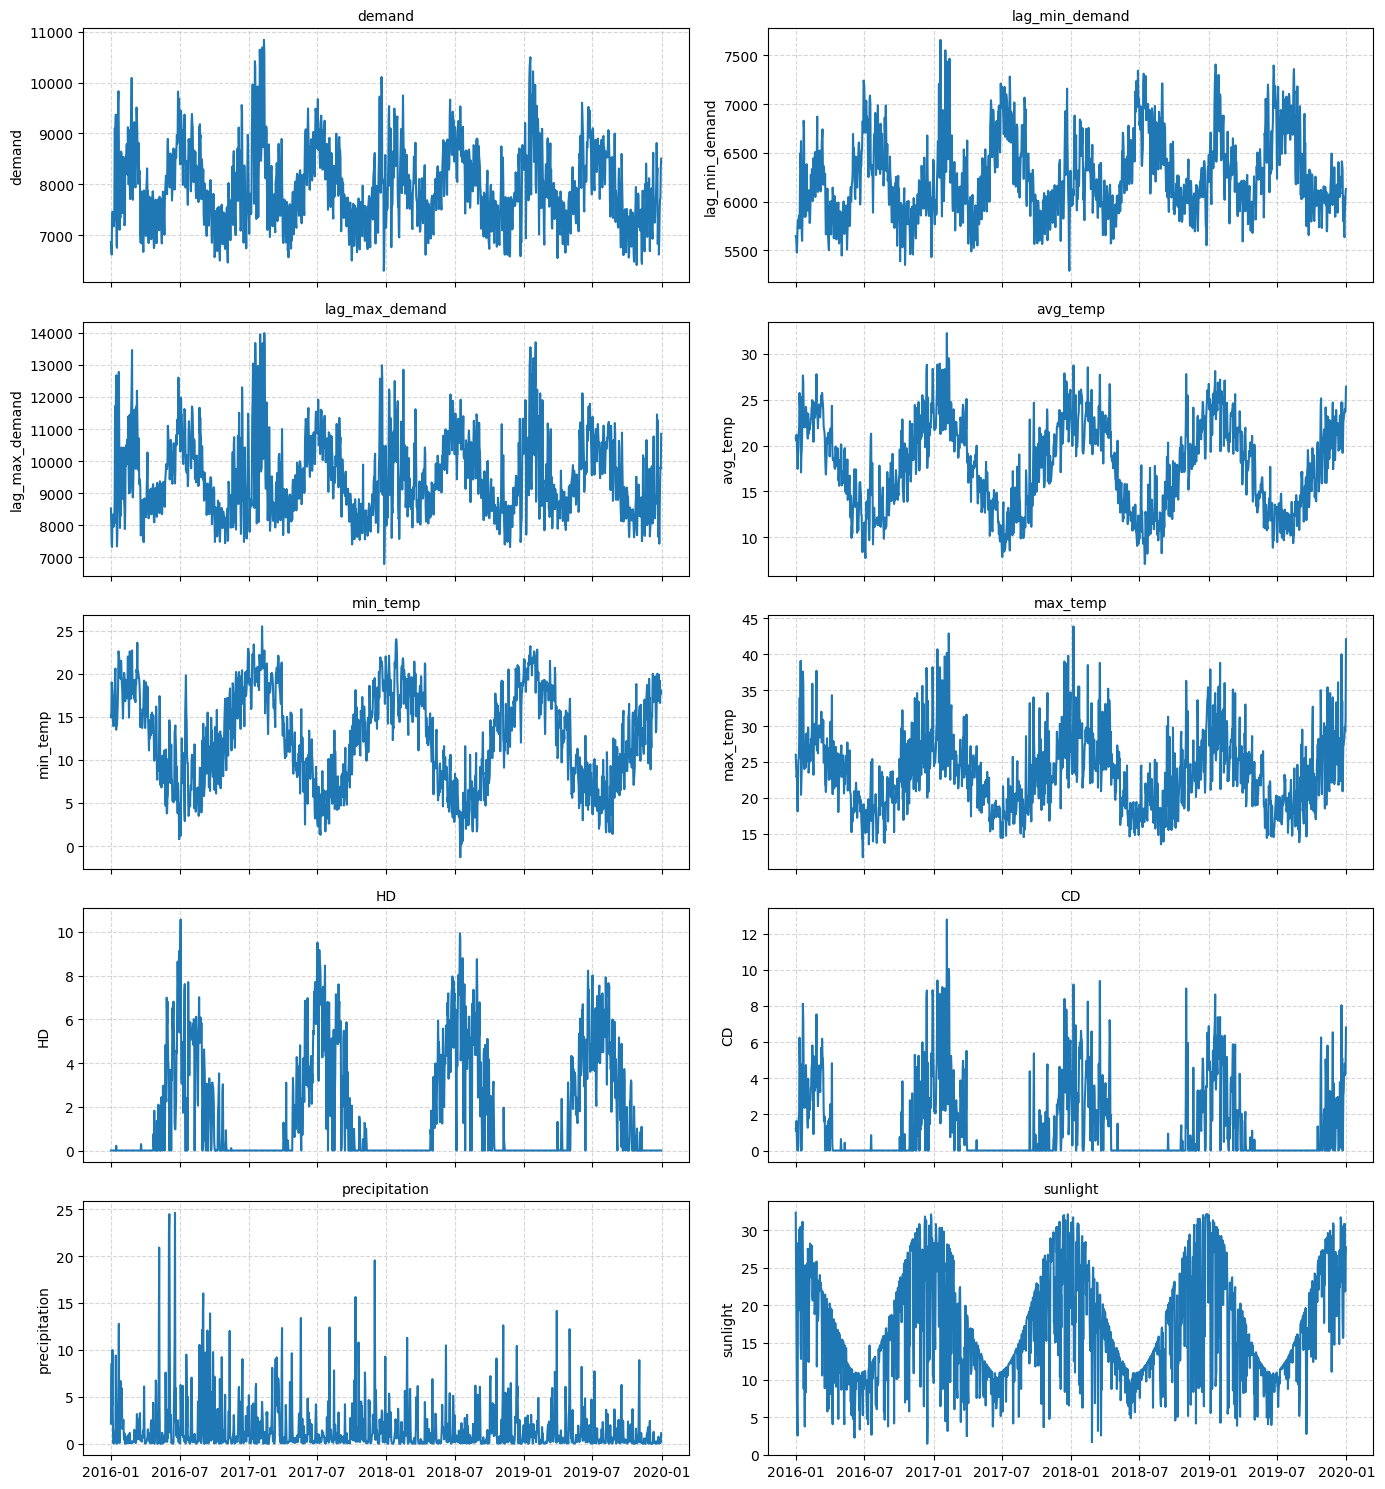 demand
demand
11000
10000
9000
8000
7000
lag_min_demand
lag_min_demand
7500
7000
6500
6000
5500
lag_max_demand
lag_max_demand
14000
13000
12000
11000
10000
9000
8000
7000
avg_temp
avg_temp
30
25
20
15
10
min_temp
min_temp
25
20
15
10
5
0
max_temp
max_temp
45
40
35
30
25
20
15
HD
HD
10
8
6
4
2
0
CD
CD
12
10
8
6
4
2
0
precipitation
precipitation
25
20
15
10
5
0
2016-01 2016-07 2017-01 2017-07 2018-01 2018-07 2019-01 2019-07 2020-01
sunlight
sunlight
30
25
20
15
10
5
0
2016-01 2016-07 2017-01 2017-07 2018-01 2018-07 2019-01 2019-07 2020-01